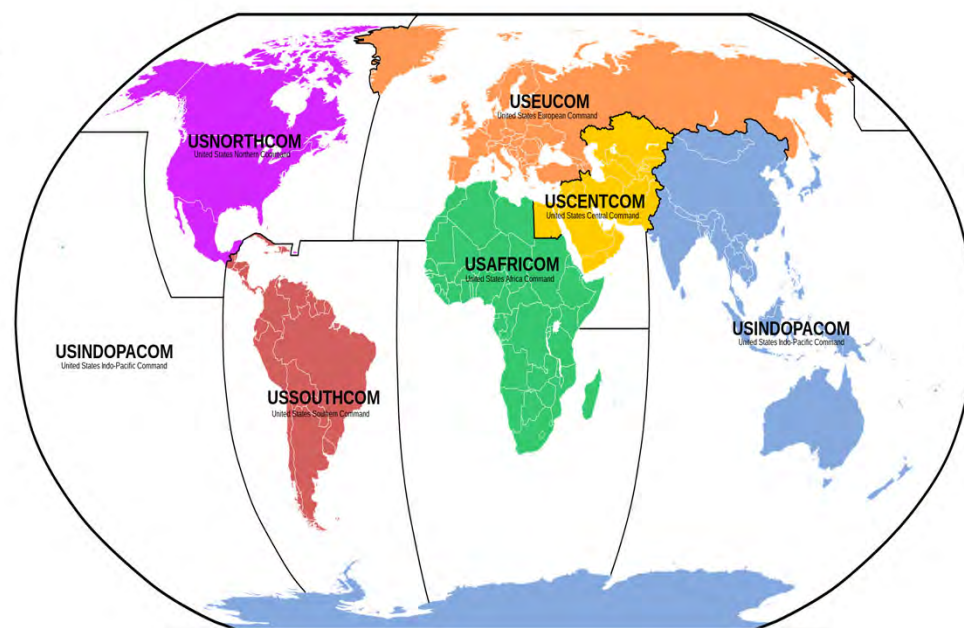 USEUCOM
United States European Command
USNORTHCOM
United States Northern Command
USCENTCOM
United States Central Command
USAFRICOM
United States Africa Command
USINDOPACOM
United States Indo-Pacific Command
USINDOPACOM
United States Indo-Pacific Command
USSOUTHCOM
United States Southern Command